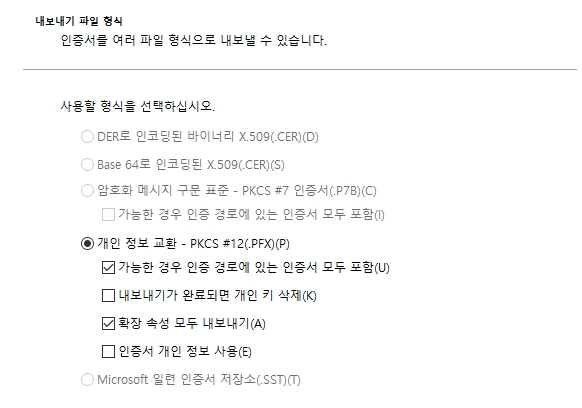 내보내기 파일 형식
인증서를 여러 파일 형식으로 내보낼 수 있습니다.
사용할 형식을 선택하십시오.
DER로 인코딩된 바이너리 X.509(.CER)(D)
Base 64로 인코딩된 X.509(.CER)(S)
암호화 메시지 구문 표준 - PKCS #7 인증서(.P7B)(C)
가능한 경우 인증 경로에 있는 인증서 모두 포함(I)
개인 정보 교환 - PKCS #12(.PFX)(P)
가능한 경우 인증 경로에 있는 인증서 모두 포함(U)
내보내기가 완료되면 개인 키 삭제(K)
확장 속성 모두 내보내기(A)
인증서 개인 정보 사용(E)
Microsoft 일련 인증서 저장소(.SST)(T)